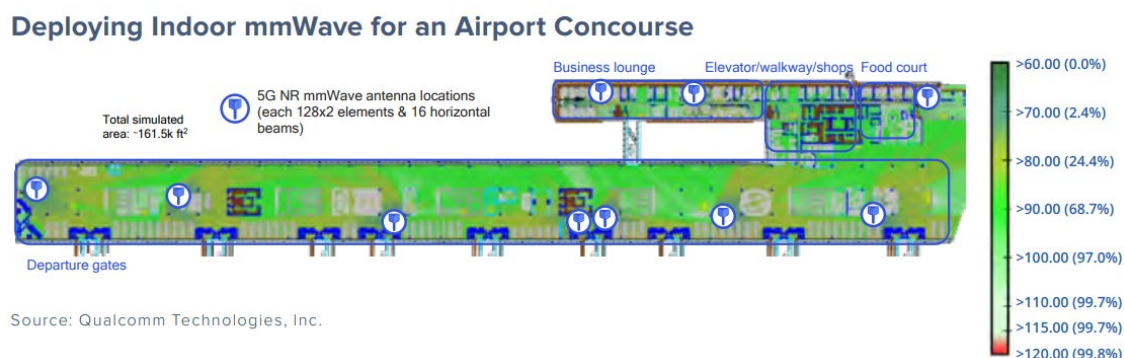 Deploying Indoor mmWave for an Airport Concourse
Business lounge
Elevator/walkway/shops
Food court
5G NR mmWave antenna locations
(each 128x2 elements & 16 horizontal
beams)
Total simulated
area: ~161.5k ft²
Departure gates
Source: Qualcomm Technologies, Inc.
>60.00 (0.0%)
>70.00 (2.4%)
>80.00 (24.4%)
>90.00 (68.7%)
>100.00 (97.0%)
>110.00 (99.7%)
>115.00 (99.7%)
>120.00 (99.8%)